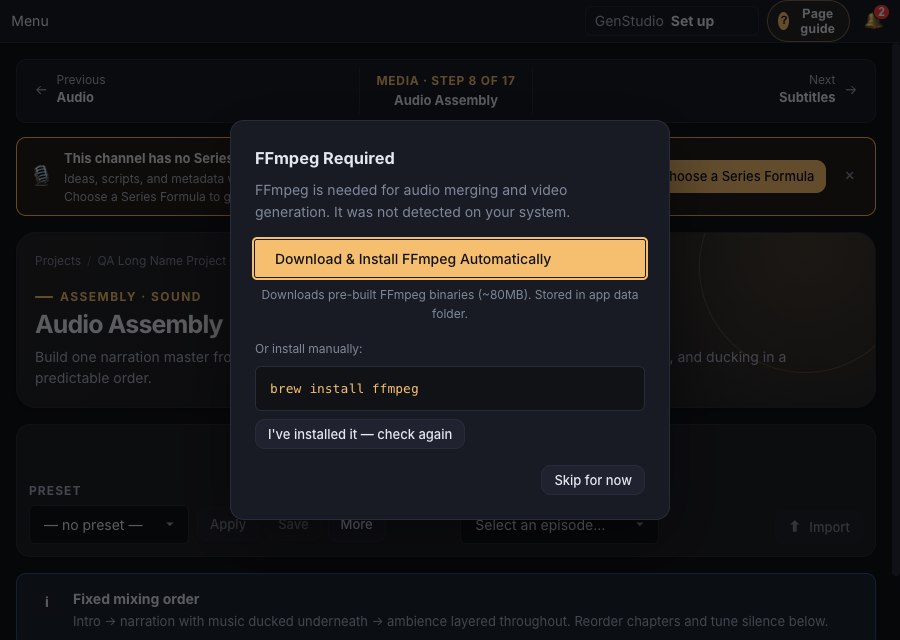 Menu
GenStudio Set up
? Page guide
2
Previous
Audio
MEDIA · STEP 8 OF 17
Audio Assembly
Next
Subtitles
This channel has no Series
Ideas, scripts, and metadata
Choose a Series Formula to
hoose a Series Formula
×
Projects / QA Long Name Project
ASSEMBLY · SOUND
Audio Assembly
Build one narration master
, and ducking in a
predictable order.
FFmpeg Required
FFmpeg is needed for audio merging and video
generation. It was not detected on your system.
Download & Install FFmpeg Automatically
Downloads pre-built FFmpeg binaries (~80MB). Stored in app data
folder.
Or install manually:
brew install ffmpeg
I've installed it — check again
Skip for now
PRESET
— no preset —
Apply
Save
More
Select an episode...
Import
i
Fixed mixing order
Intro → narration with music ducked underneath → ambience layered throughout. Reorder chapters and tune silence below.